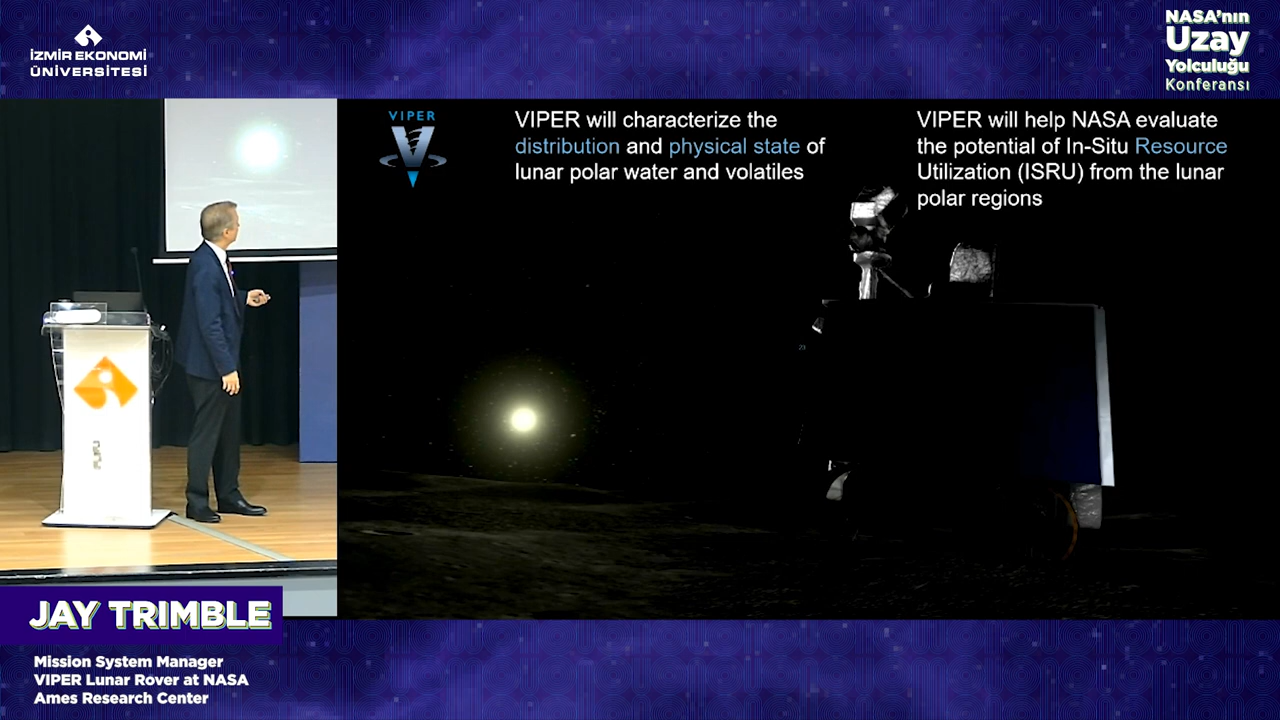 İZMİR EKONOMİ
ÜNİVERSİTESİ
NASA'nın
Uzay
Yolculuğu
Konferansı
VIPER
VIPER will characterize the
distribution and physical state of
lunar polar water and volatiles
VIPER will help NASA evaluate
the potential of In-Situ Resource
Utilization (ISRU) from the lunar
polar regions
JAY TRIMBLE
Mission System Manager
VIPER Lunar Rover at NASA
Ames Research Center